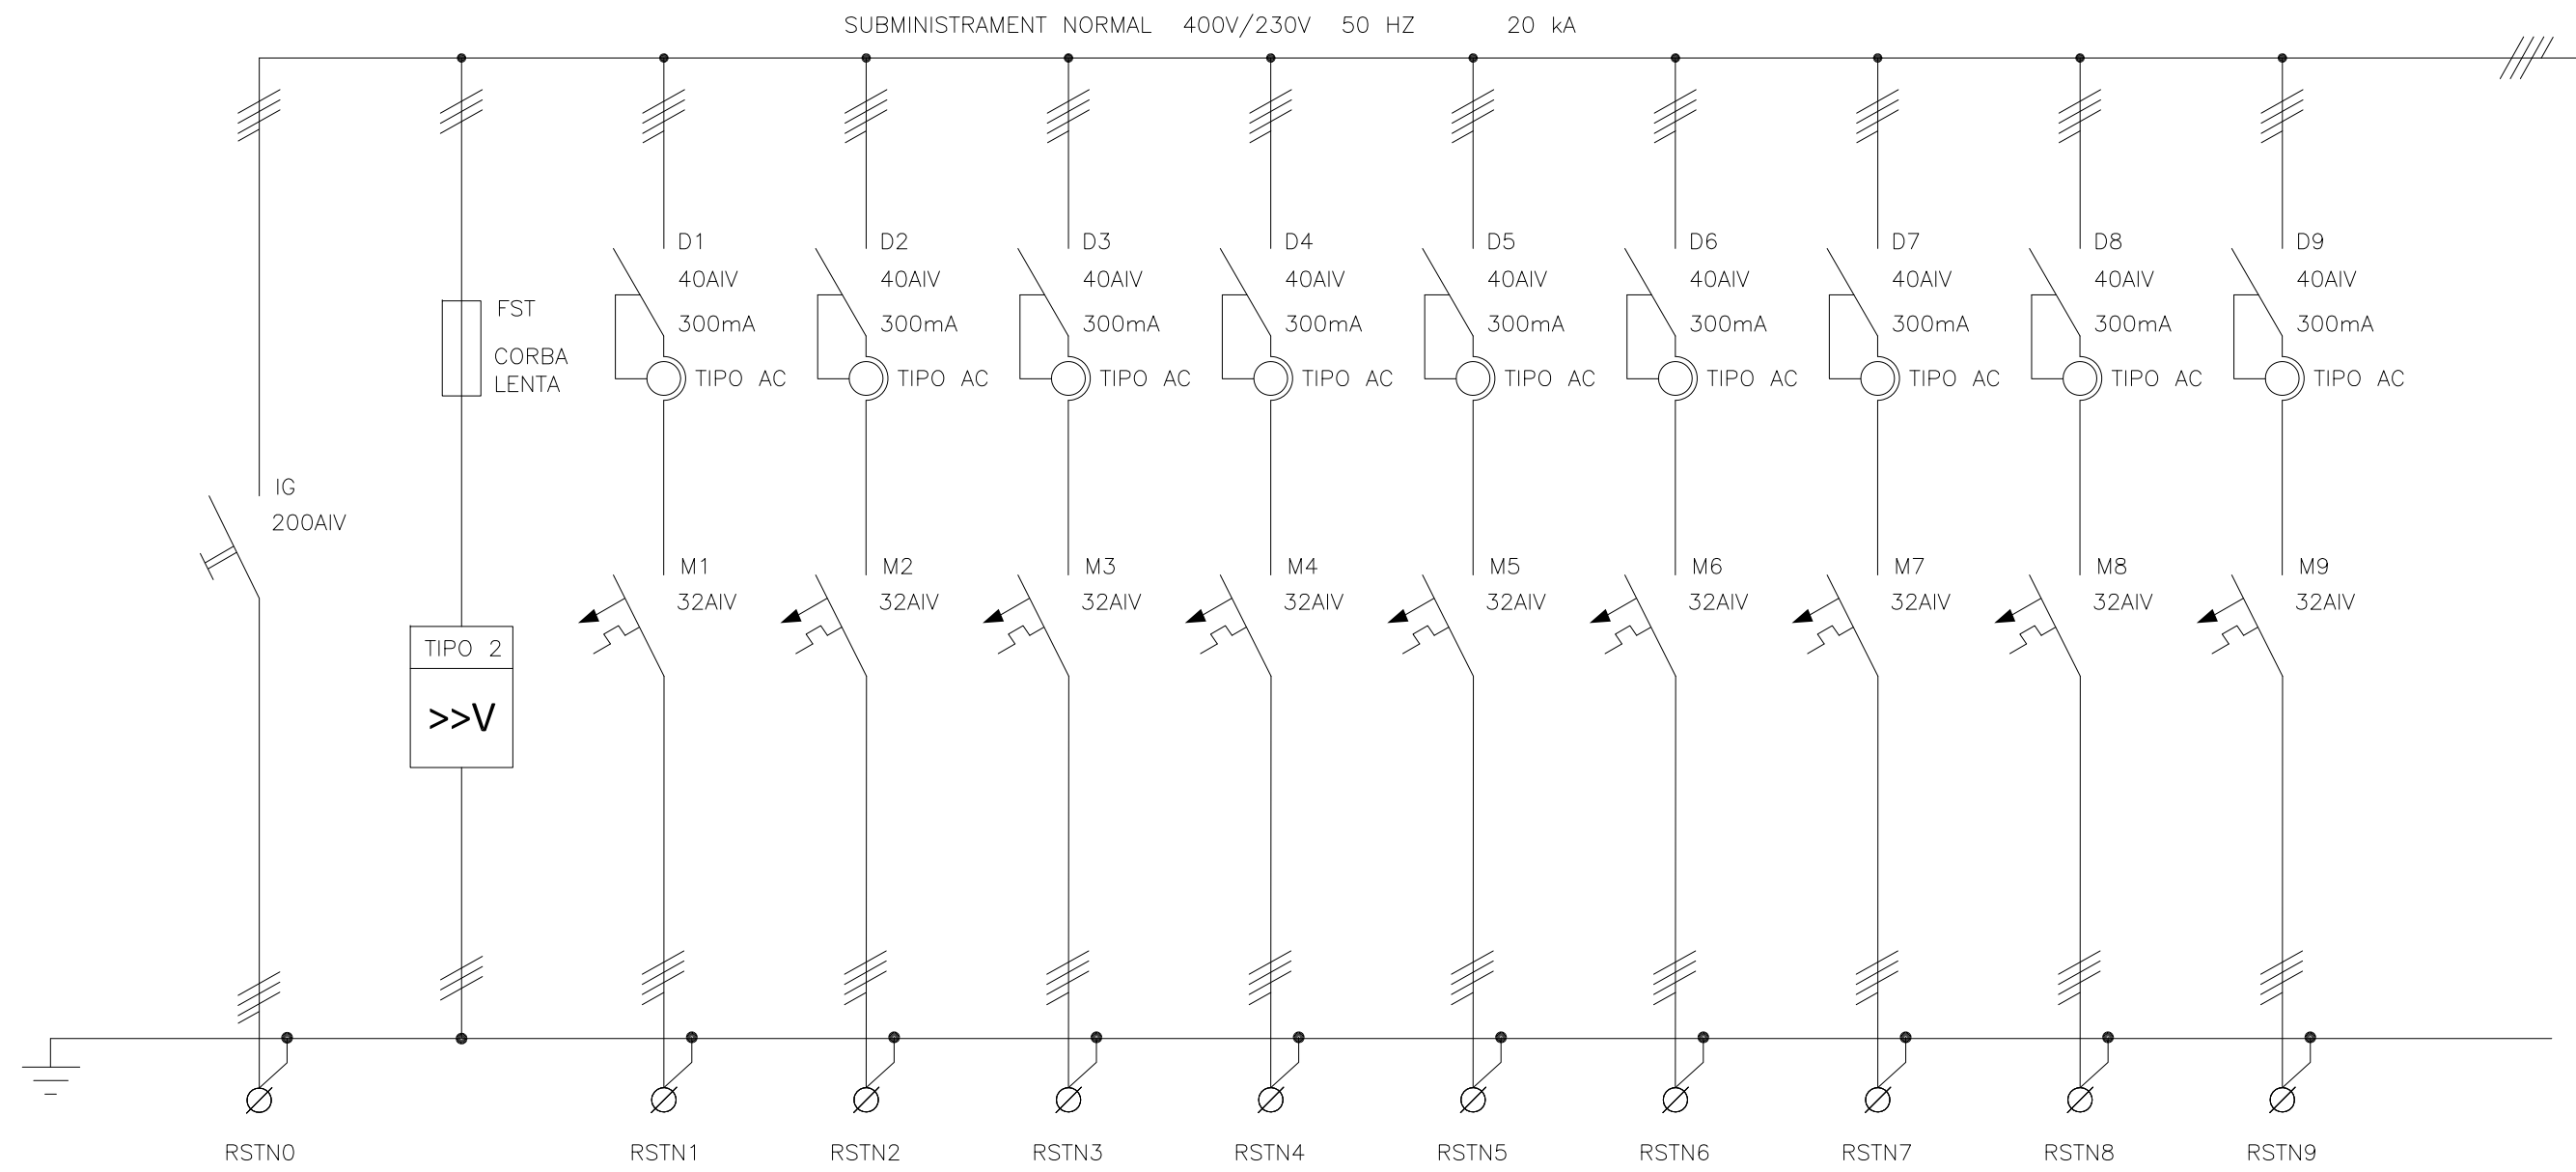 SUBMINISTRAMENT NORMAL 400V/230V 50 HZ 20 kA
D1 D2 D3 D4 D5 D6 D7 D8 D9
40AIV 40AIV 40AIV 40AIV 40AIV 40AIV 40AIV 40AIV 40AIV
FST
300mA 300mA 300mA 300mA 300mA 300mA 300mA 300mA 300mA
CORBA
LENTA
TIPO AC TIPO AC TIPO AC TIPO AC TIPO AC TIPO AC TIPO AC TIPO AC TIPO AC
IG
200AIV
M1 M2 M3 M4 M5 M6 M7 M8 M9
32AIV 32AIV 32AIV 32AIV 32AIV 32AIV 32AIV 32AIV 32AIV
TIPO 2
>>V
RSTN0 RSTN1 RSTN2 RSTN3 RSTN4 RSTN5 RSTN6 RSTN7 RSTN8 RSTN9